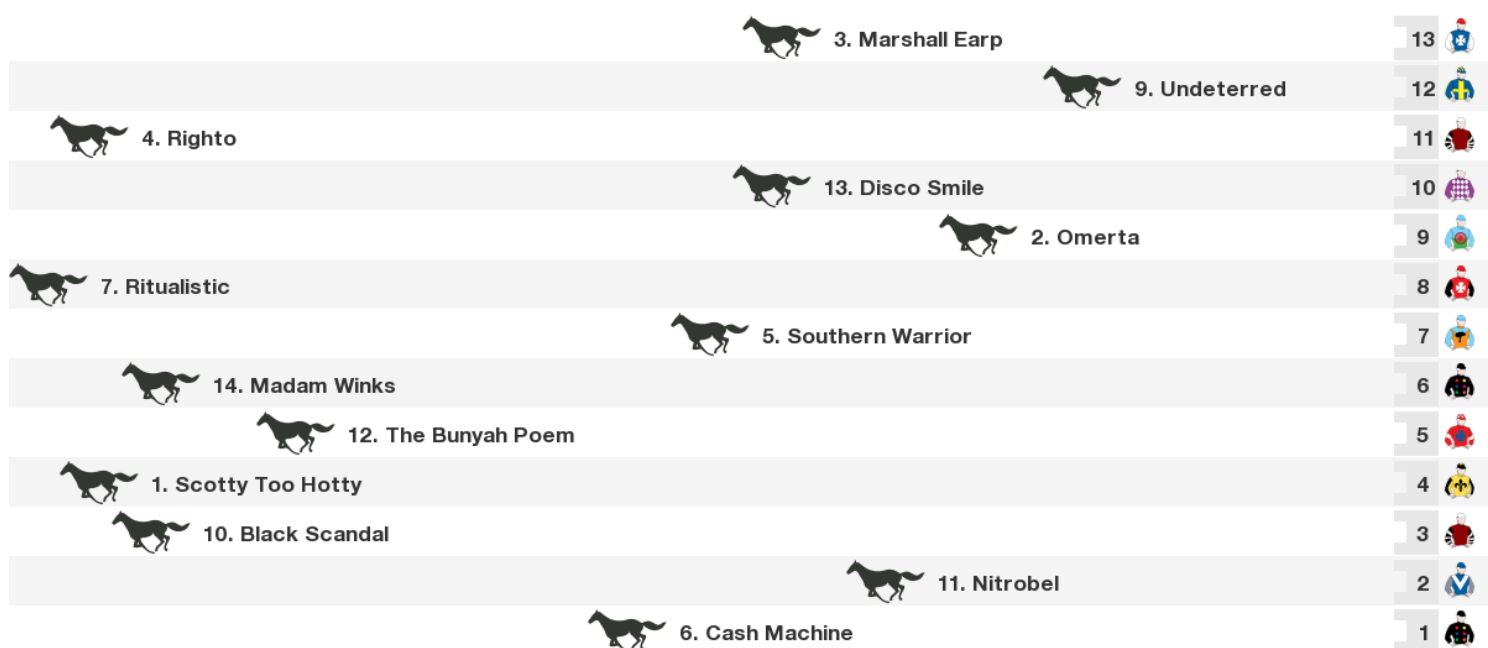 3. Marshall Earp 13
9. Undeterred 12
4. Righto 11
13. Disco Smile 10
2. Omerta 9
7. Ritualistic 8
5. Southern Warrior 7
14. Madam Winks 6
12. The Bunyah Poem 5
1. Scotty Too Hotty 4
10. Black Scandal 3
11. Nitrobel 2
6. Cash Machine 1